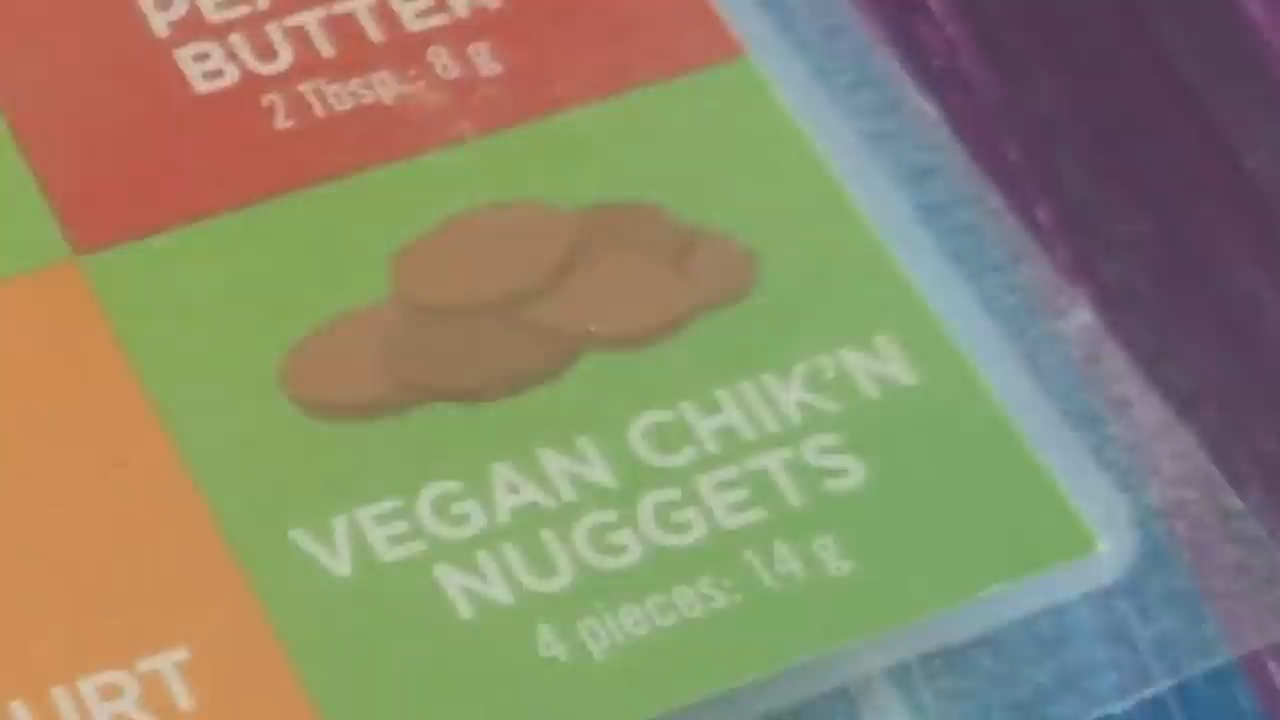 BUTTER
2 Tbsp.: 8 g
VEGAN CHIK'N
NUGGETS
4 pieces: 14 g